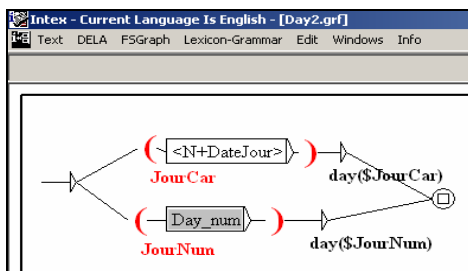 Intex - Current Language Is English - [Day2.grf]
Text DELA FSGraph Lexicon-Grammar Edit Windows Info
( <N+DateJour> )
JourCar
day($JourCar)
( Day_num )
JourNum
day($JourNum)